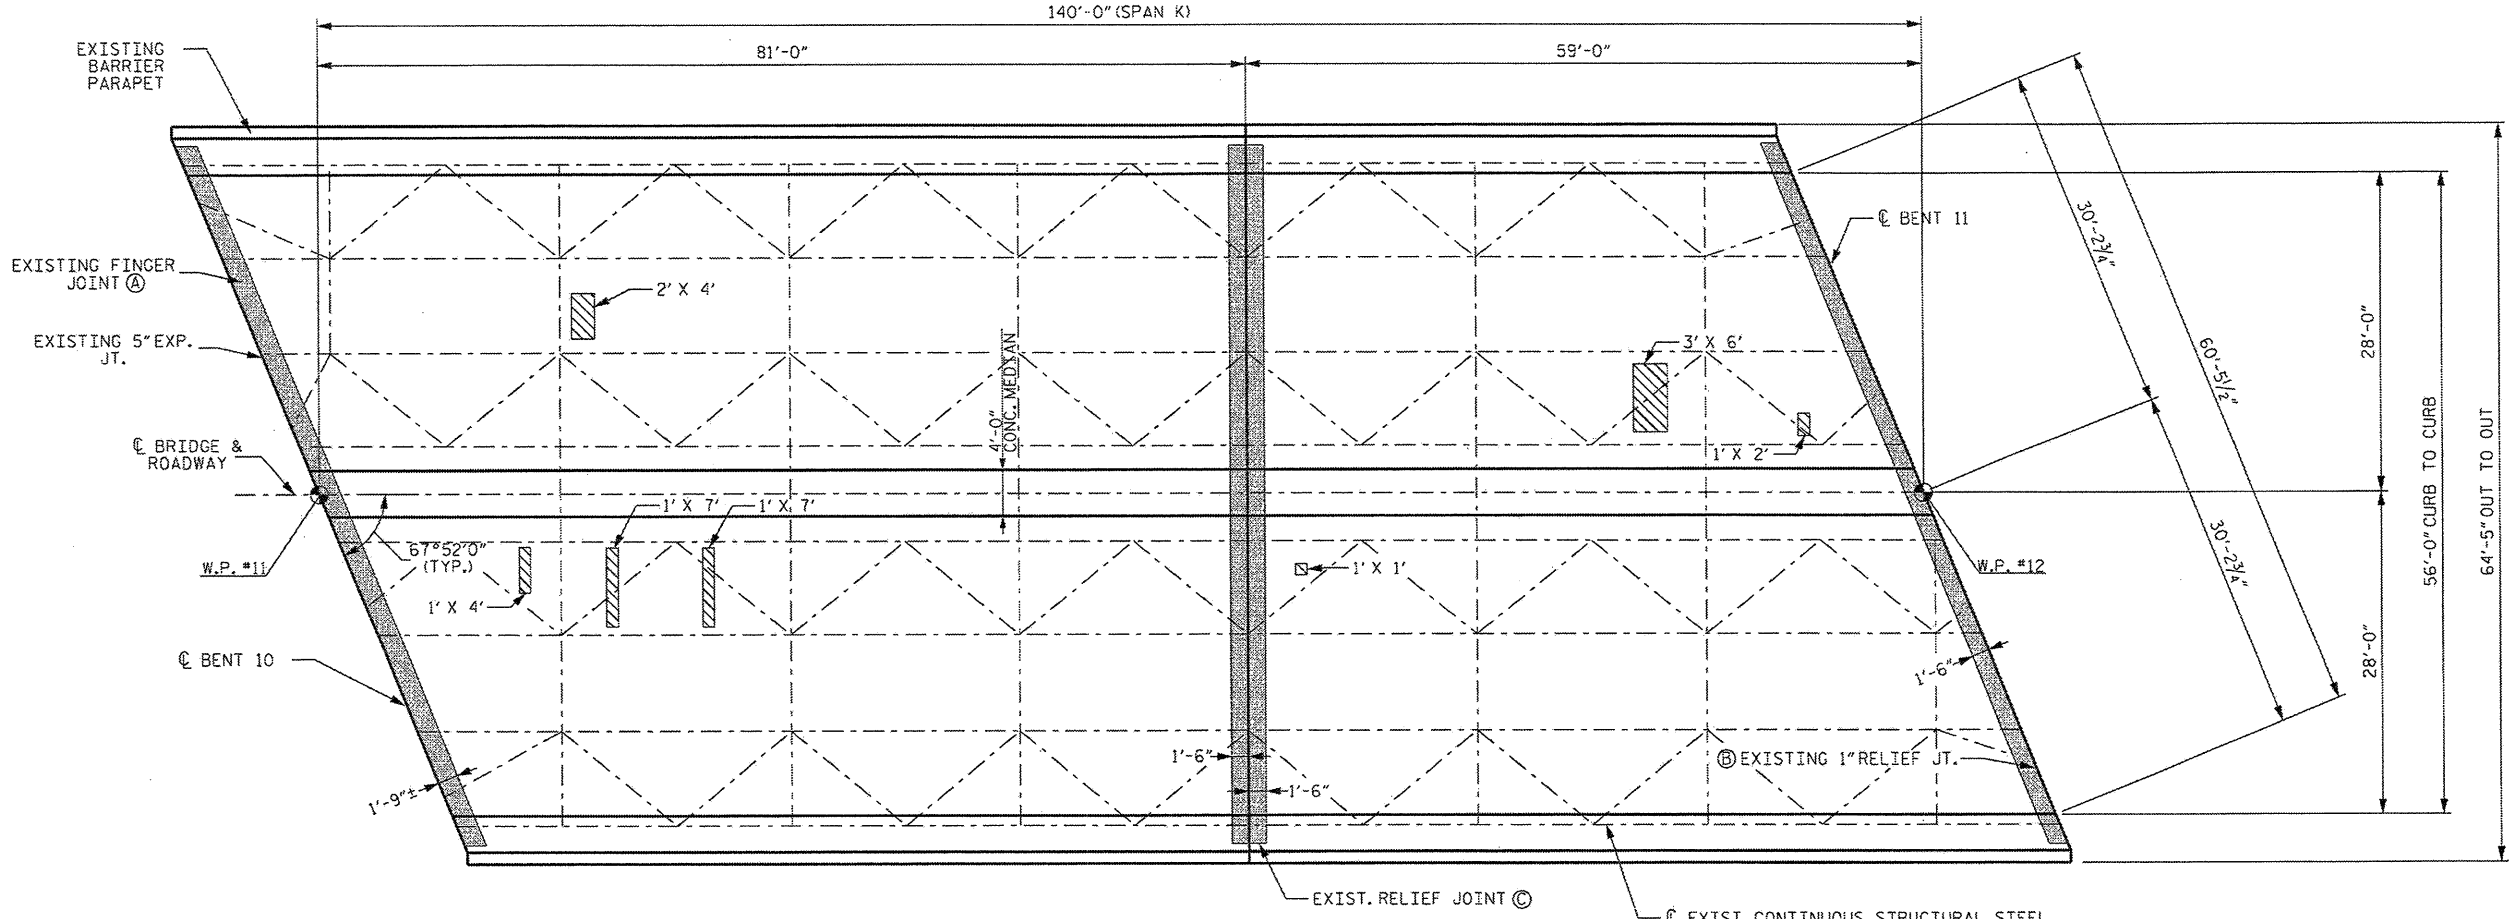 140'-0" (SPAN K)
81'-0"
59'-0"
EXISTING
BARRIER
PARAPET
℄ BENT 11
30'-2¾"
60'-5½"
28'-0"
EXISTING FINGER
JOINT Ⓐ
2' X 4'
EXISTING 5" EXP.
JT.
3' X 6'
4'-0"
CONC. MEDIAN
1' X 2'
℄ BRIDGE &
ROADWAY
56'-0" CURB TO CURB
64'-5" OUT TO OUT
1' X 7'
1' X 7'
67°52'0"
(TYP.)
W.P. #11
1' X 4'
1' X 1'
W.P. #12
30'-2¾"
28'-0"
℄ BENT 10
1'-6"
1'-6"
Ⓑ EXISTING 1" RELIEF JT.
1'-9"±
1'-6"
EXIST. RELIEF JOINT Ⓒ
℄ EXIST. CONTINUOUS STRUCTURAL STEEL